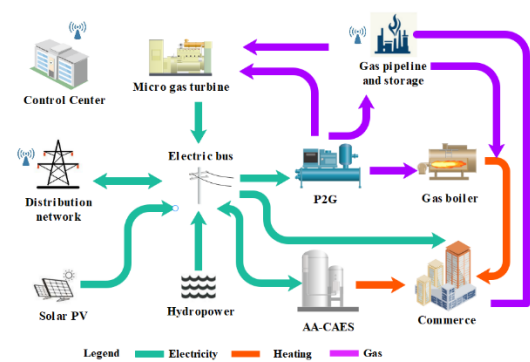 Control Center
Micro gas turbine
Gas pipeline
and storage
Electric bus
Distribution
network
P2G
Gas boiler
Solar PV
Hydropower
AA-CAES
Commerce
Legend
Electricity
Heating
Gas